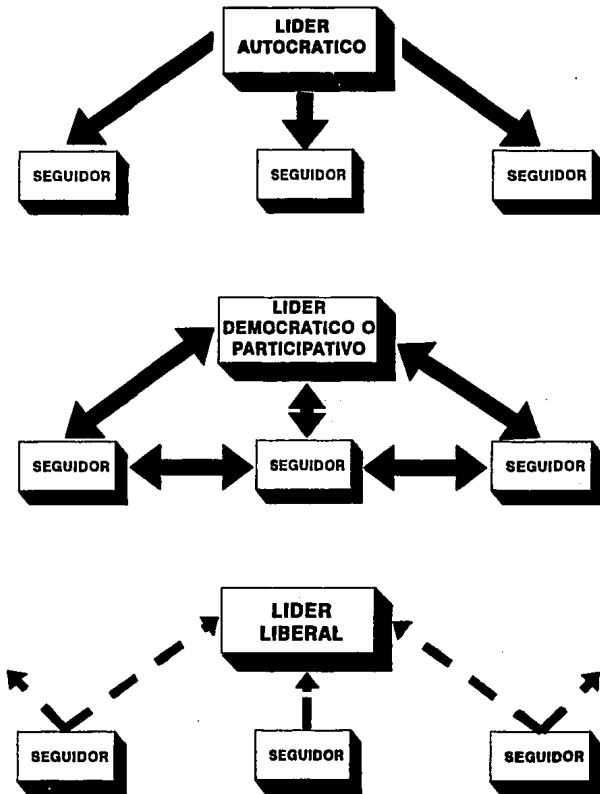 LIDER
AUTOCRATICO
SEGUIDOR
SEGUIDOR
SEGUIDOR
LIDER
DEMOCRATICO O
PARTICIPATIVO
SEGUIDOR
SEGUIDOR
SEGUIDOR
LIDER
LIBERAL
SEGUIDOR
SEGUIDOR
SEGUIDOR